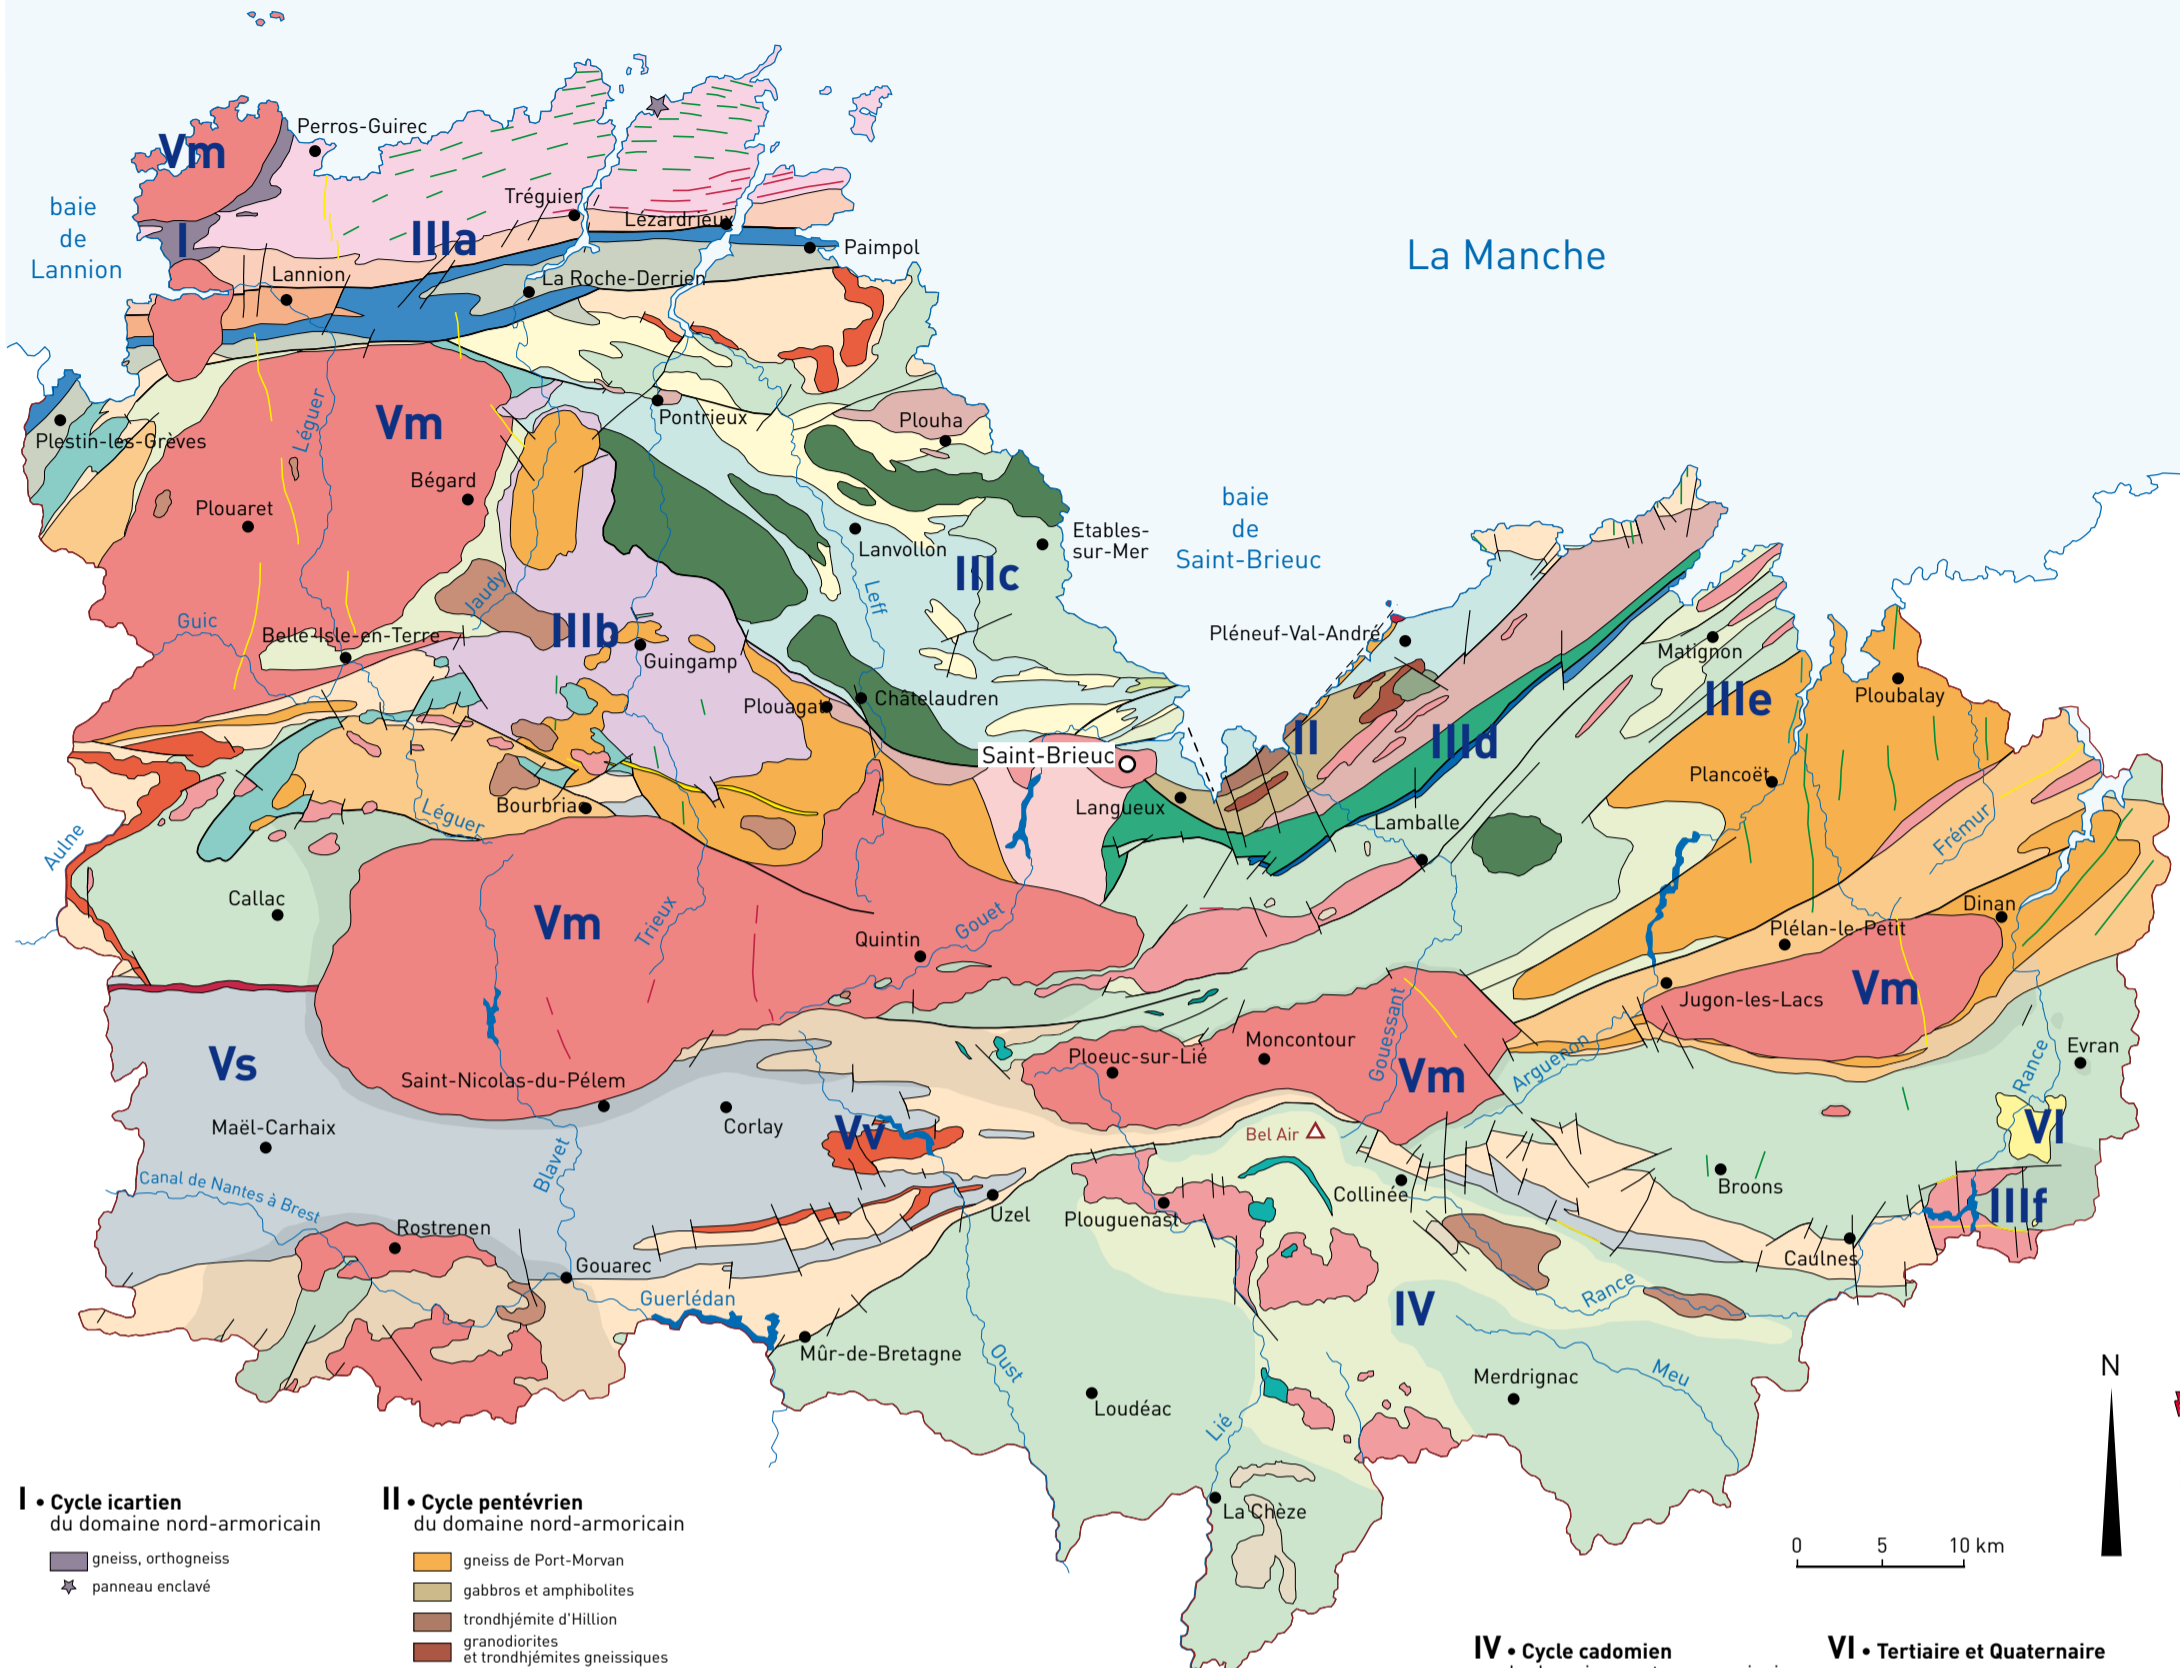 Perros-Guirec
Vm
baie
de
Lannion
I
IIIa
Tréguier
Lézardrieux
Paimpol
La Manche
Lannion
La Roche-Derrien
Plestin-les-Grèves
Léguer
Vm
Pontrieux
Plouha
Bégard
Plouaret
Lanvollon
Etables-
sur-Mer
baie
de
Saint-Brieuc
IIIc
Jaudy
Leff
Guic
Belle-Isle-en-Terre
IIIb
Guingamp
Pléneuf-Val-André
Matignon
IIIe
Ploubalay
Plouagat
Châtelaudren
II
IIId
Saint-Brieuc
Plancoët
Langueux
Bourbriac
Léguer
Lamballe
Frémur
Aulne
Callac
Vm
Trieux
Quintin
Gouet
Dinan
Plélan-le-Petit
Jugon-les-Lacs
Vm
Gouessant
Moncontour
Ploeuc-sur-Lié
Vm
Arguenon
Rance
Evran
Vs
Saint-Nicolas-du-Pélem
Maël-Carhaix
Corlay
Vv
Bel Air
VI
Canal de Nantes à Brest
Blavet
Collinée
Broons
Uzel
Plouguenast
IIIf
Rostrenen
Gouarec
Caulnes
Guerlédan
Rance
IV
Mûr-de-Bretagne
Oust
Meu
Merdrignac
Loudéac
Lié
La Chèze
N
0 5 10 km
I • Cycle icartien
du domaine nord-armoricain
gneiss, orthogneiss
panneau enclavé
II • Cycle pentévrien
du domaine nord-armoricain
gneiss de Port-Morvan
gabbros et amphibolites
trondhjémite d'Hillion
granodiorites
et trondhjémites gneissiques
IV • Cycle cadomien
VI • Tertiaire et Quaternaire